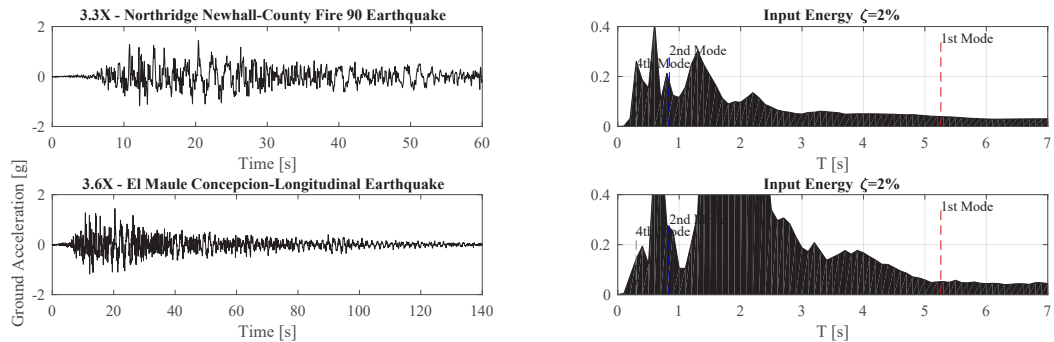 3.3X - Northridge Newhall-County Fire 90 Earthquake
2
0
-2
0 10 20 30 40 50 60
Time [s]
Input Energy ζ=2%
0.4
0.2
0
1st Mode
2nd Mode
4th Mode
0 1 2 3 4 5 6 7
T [s]
Ground Acceleration [g]
3.6X - El Maule Concepcion-Longitudinal Earthquake
2
0
-2
0 20 40 60 80 100 120 140
Time [s]
Input Energy ζ=2%
0.4
0.2
0
1st Mode
2nd Mode
4th Mode
0 1 2 3 4 5 6 7
T [s]